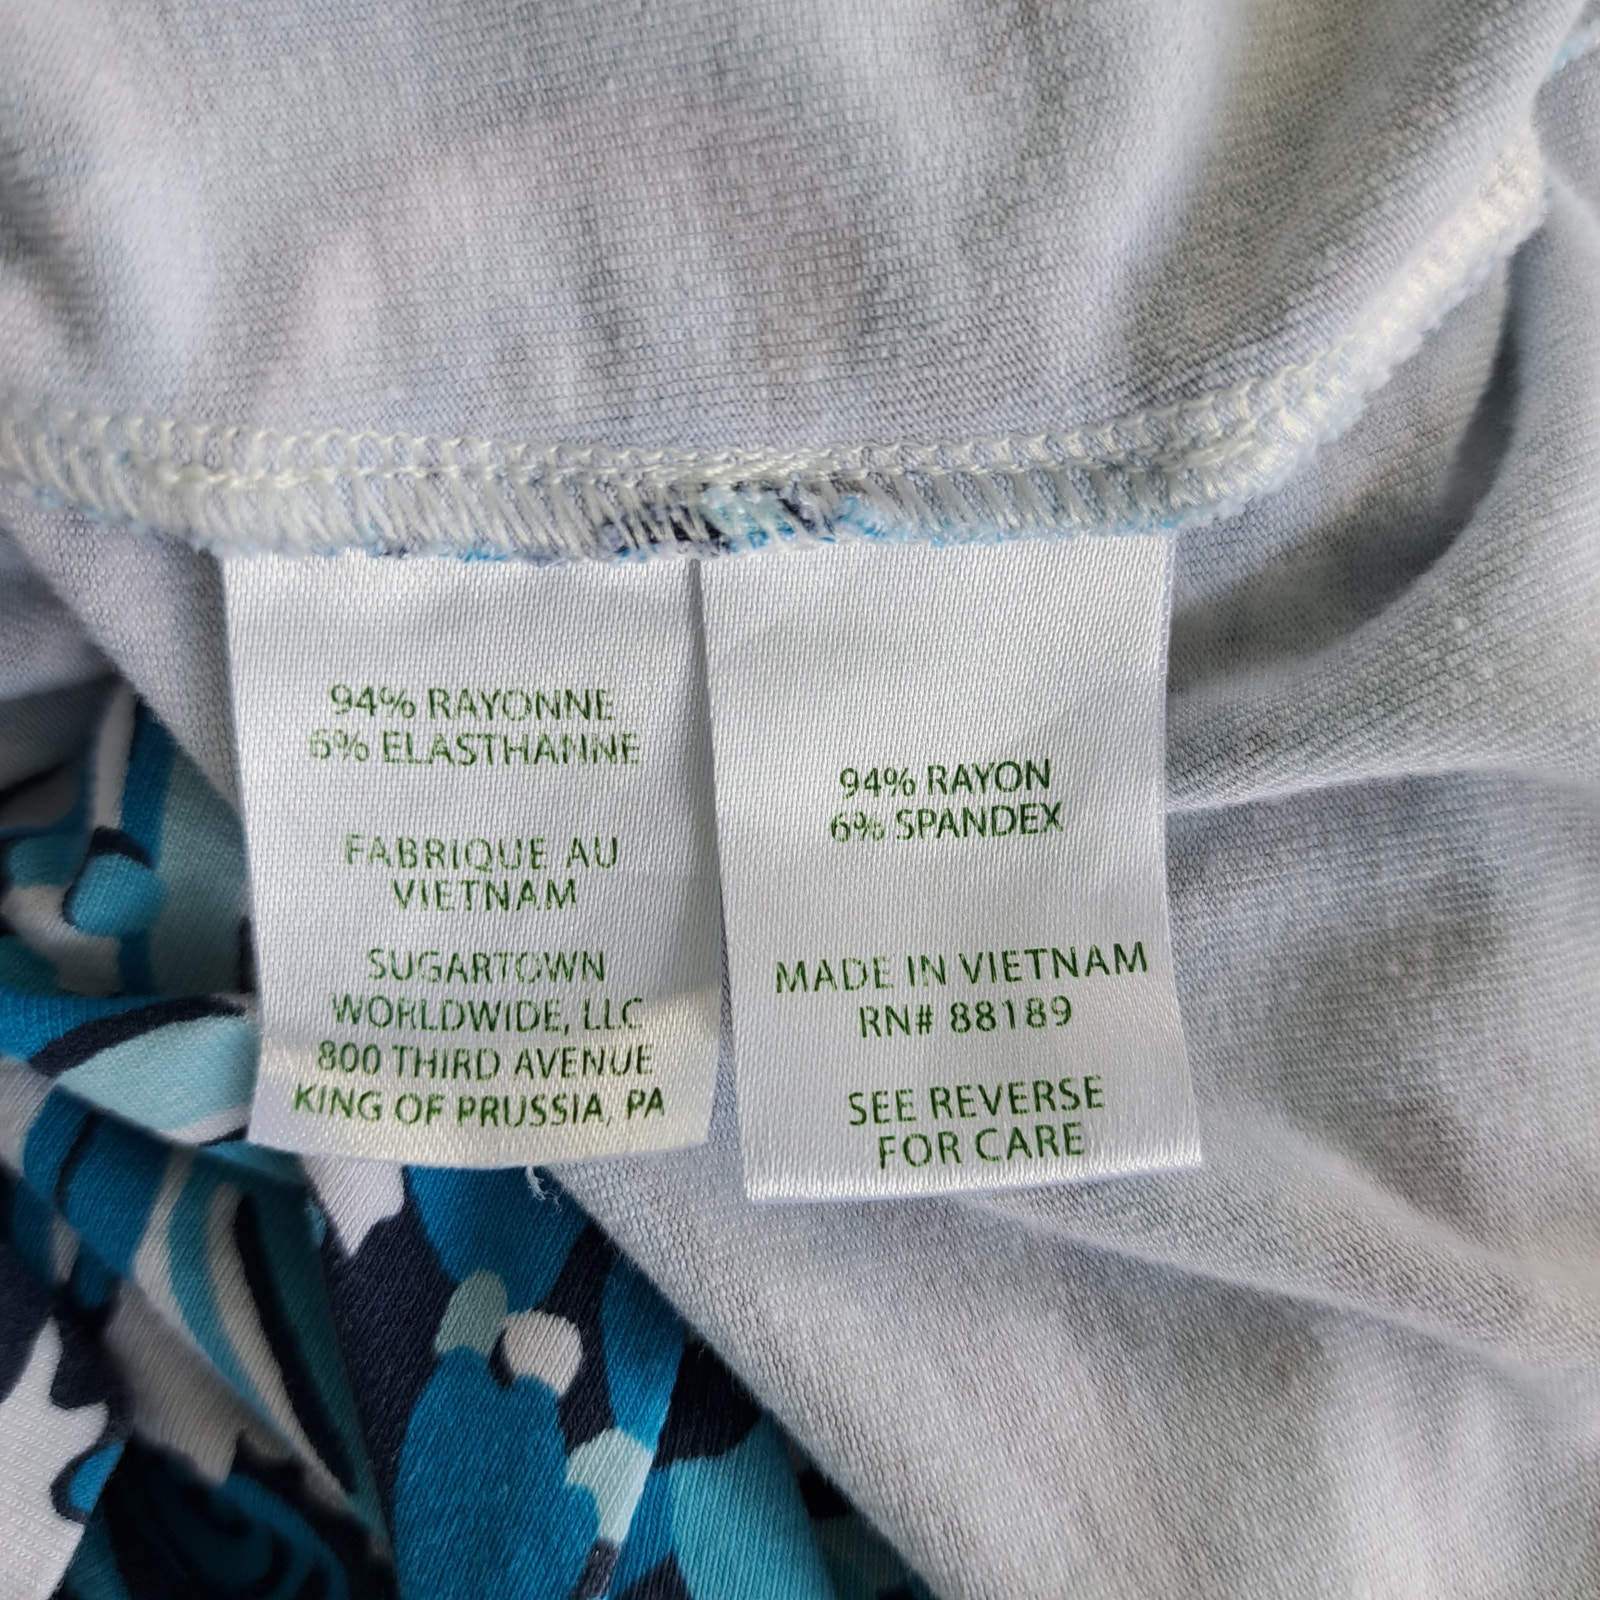 94% RAYONNE
6% ELASTHANNE
FABRIQUE AU
VIETNAM
SUGARTOWN
WORLDWIDE, LLC
800 THIRD AVENUE
KING OF PRUSSIA, PA
94% RAYON
6% SPANDEX
MADE IN VIETNAM
RN# 88189
SEE REVERSE
FOR CARE